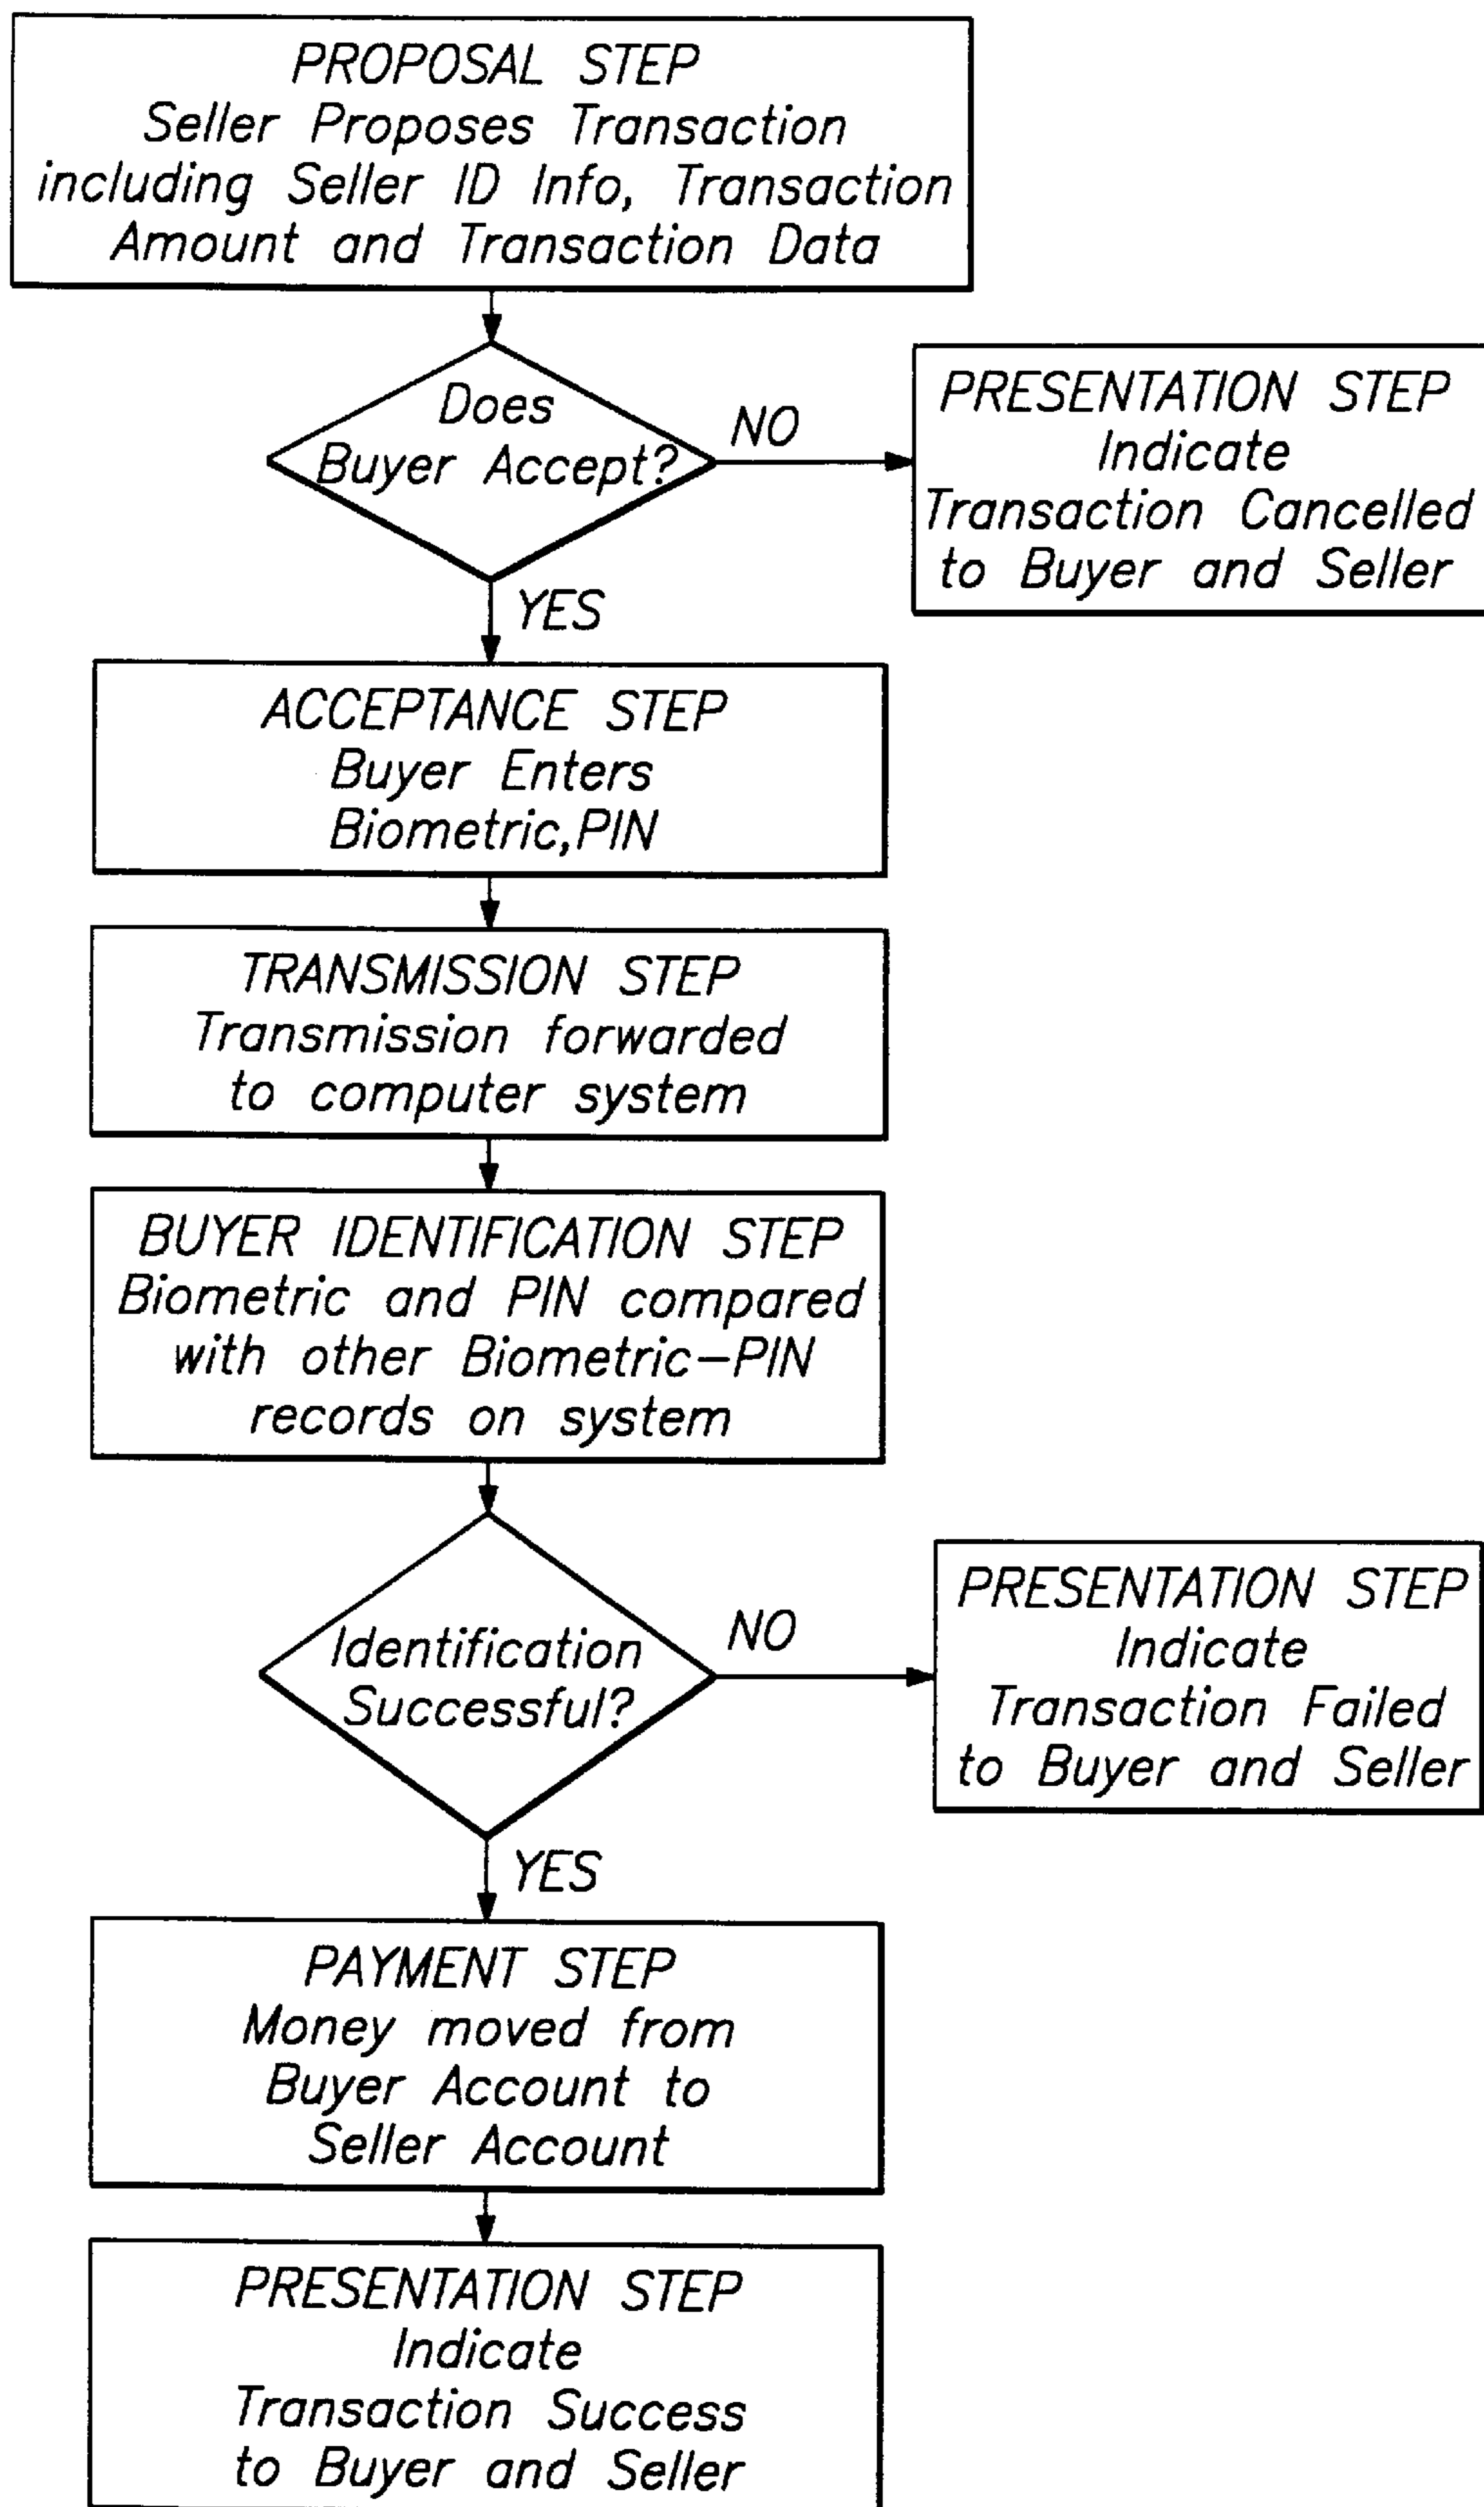 PROPOSAL STEP
Seller Proposes Transaction
including Seller ID Info, Transaction
Amount and Transaction Data
Does
Buyer Accept?
NO
PRESENTATION STEP
Indicate
Transaction Cancelled
to Buyer and Seller
YES
ACCEPTANCE STEP
Buyer Enters
Biometric,PIN
TRANSMISSION STEP
Transmission forwarded
to computer system
BUYER IDENTIFICATION STEP
Biometric and PIN compared
with other Biometric–PIN
records on system
Identification
Successful?
NO
PRESENTATION STEP
Indicate
Transaction Failed
to Buyer and Seller
YES
PAYMENT STEP
Money moved from
Buyer Account to
Seller Account
PRESENTATION STEP
Indicate
Transaction Success
to Buyer and Seller